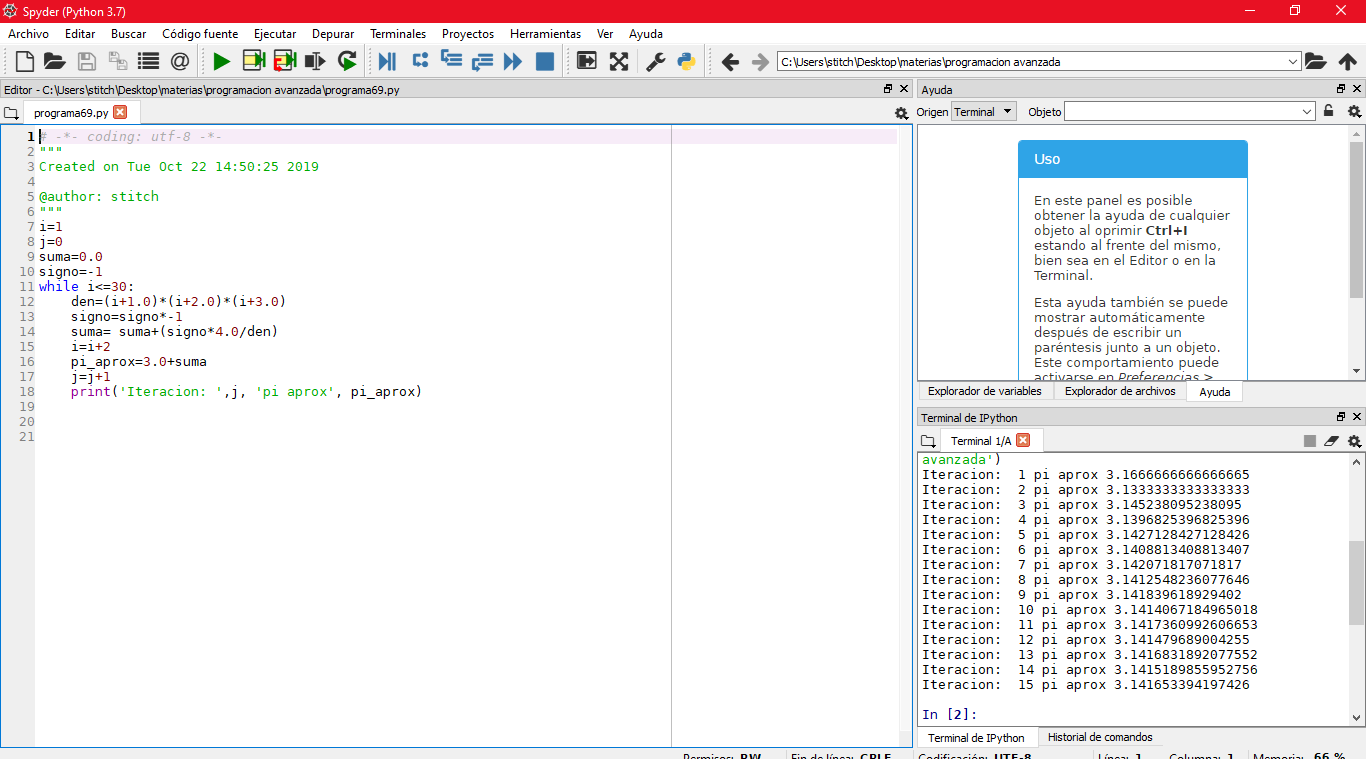 Spyder (Python 3.7)
Archivo Editar Buscar Código fuente Ejecutar Depurar Terminales Proyectos Herramientas Ver Ayuda
C:\Users\stitch\Desktop\materias\programacion avanzada
Editor - C:\Users\stitch\Desktop\materias\programacion avanzada\programa69.py
programa69.py
1 # -*- coding: utf-8 -*-
2 """
3 Created on Tue Oct 22 14:50:25 2019
4
5 @author: stitch
6 """
7 i=1
8 j=0
9 suma=0.0
10 signo=-1
11 while i<=30:
12     den=(i+1.0)*(i+2.0)*(i+3.0)
13     signo=signo*-1
14     suma= suma+(signo*4.0/den)
15     i=i+2
16     pi_aprox=3.0+suma
17     j=j+1
18     print('Iteracion: ',j, 'pi aprox', pi_aprox)
19
20
21
Ayuda
Origen Terminal Objeto
Uso
En este panel es posible
obtener la ayuda de cualquier
objeto al oprimir Ctrl+I
estando al frente del mismo,
bien sea en el Editor o en la
Terminal.
Esta ayuda también se puede
mostrar automáticamente
después de escribir un
paréntesis junto a un objeto.
Este comportamiento puede
activarse en Preferencias >
Explorador de variables Explorador de archivos Ayuda
Terminal de IPython
Terminal 1/A
avanzada')
Iteracion:  1 pi aprox 3.1666666666666665
Iteracion:  2 pi aprox 3.1333333333333333
Iteracion:  3 pi aprox 3.145238095238095
Iteracion:  4 pi aprox 3.1396825396825396
Iteracion:  5 pi aprox 3.1427128427128426
Iteracion:  6 pi aprox 3.1408813408813407
Iteracion:  7 pi aprox 3.142071817071817
Iteracion:  8 pi aprox 3.1412548236077646
Iteracion:  9 pi aprox 3.141839618929402
Iteracion:  10 pi aprox 3.1414067184965018
Iteracion:  11 pi aprox 3.1417360992606653
Iteracion:  12 pi aprox 3.141479689004255
Iteracion:  13 pi aprox 3.1416831892077552
Iteracion:  14 pi aprox 3.1415189855952756
Iteracion:  15 pi aprox 3.141653394197426
In [2]:
Terminal de IPython Historial de comandos
Permisos: RW Fin de línea: CRLF Codificación: UTF-8 Línea: 1 Columna: 1 Memoria: 66 %